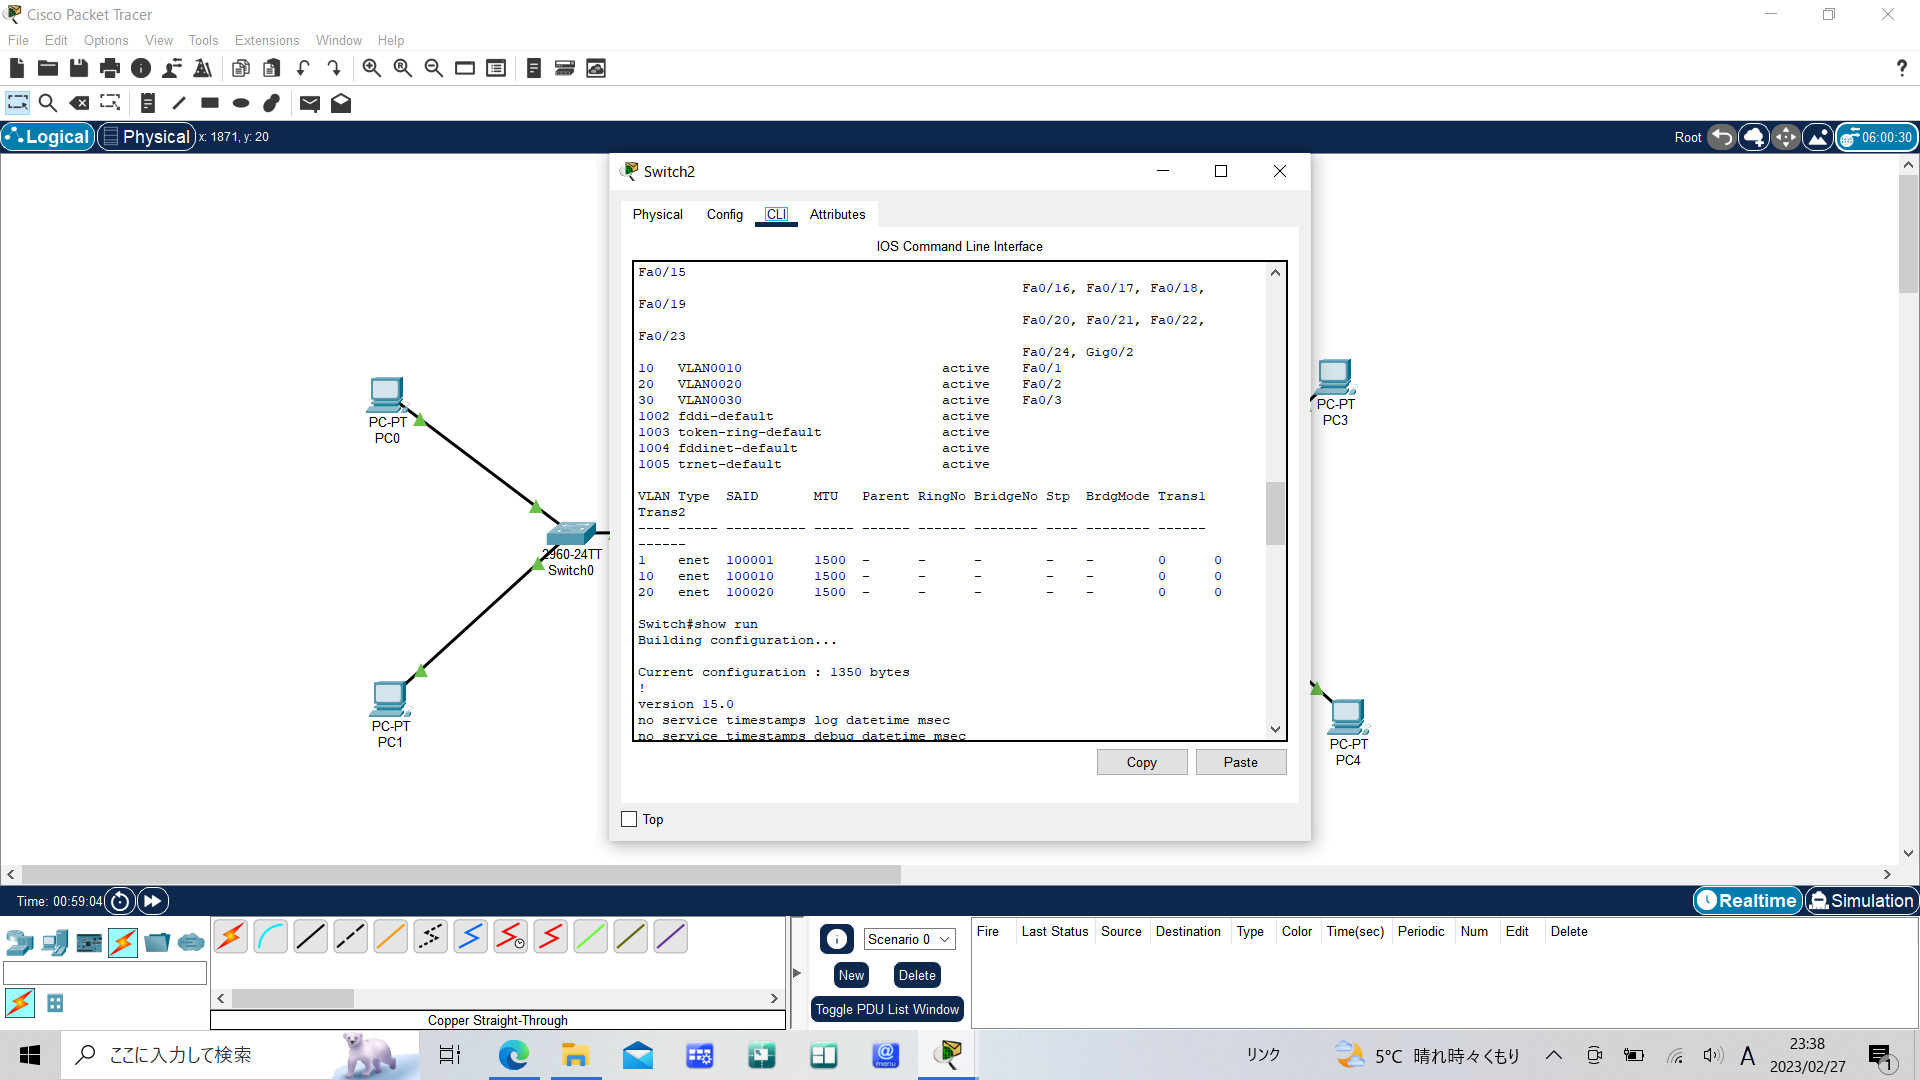 Cisco Packet Tracer
File Edit Options View Tools Extensions Window Help
?
Logical Physical x: 1871, y: 20 Root 06:00:30
Switch2
Physical Config CLI Attributes
IOS Command Line Interface
Fa0/15
Fa0/16, Fa0/17, Fa0/18,
Fa0/19
Fa0/20, Fa0/21, Fa0/22,
Fa0/23
Fa0/24, Gig0/2
10 VLAN0010 active Fa0/1
20 VLAN0020 active Fa0/2
30 VLAN0030 active Fa0/3
1002 fddi-default active
1003 token-ring-default active
1004 fddinet-default active
1005 trnet-default active
VLAN Type SAID MTU Parent RingNo BridgeNo Stp BrdgMode Trans1
Trans2
---- ----- ---------- ----- ------ ------ -------- ---- -------- ------
------
1 enet 100001 1500 - - - - - 0 0
10 enet 100010 1500 - - - - - 0 0
20 enet 100020 1500 - - - - - 0 0
Switch#show run
Building configuration...
Current configuration : 1350 bytes
!
version 15.0
no service timestamps log datetime msec
no service timestamps debug datetime msec
Copy Paste
Top
PC-PT
PC0
2960-24TT
Switch0
PC-PT
PC1
PC-PT
PC3
PC-PT
PC4
Time: 00:59:04 Realtime Simulation
Scenario 0
New Delete
Toggle PDU List Window
Fire Last Status Source Destination Type Color Time(sec) Periodic Num Edit Delete
Copper Straight-Through
ここに入力して検索
@
menu
リンク
5°C 晴れ時々くもり
A
23:38
2023/02/27
1